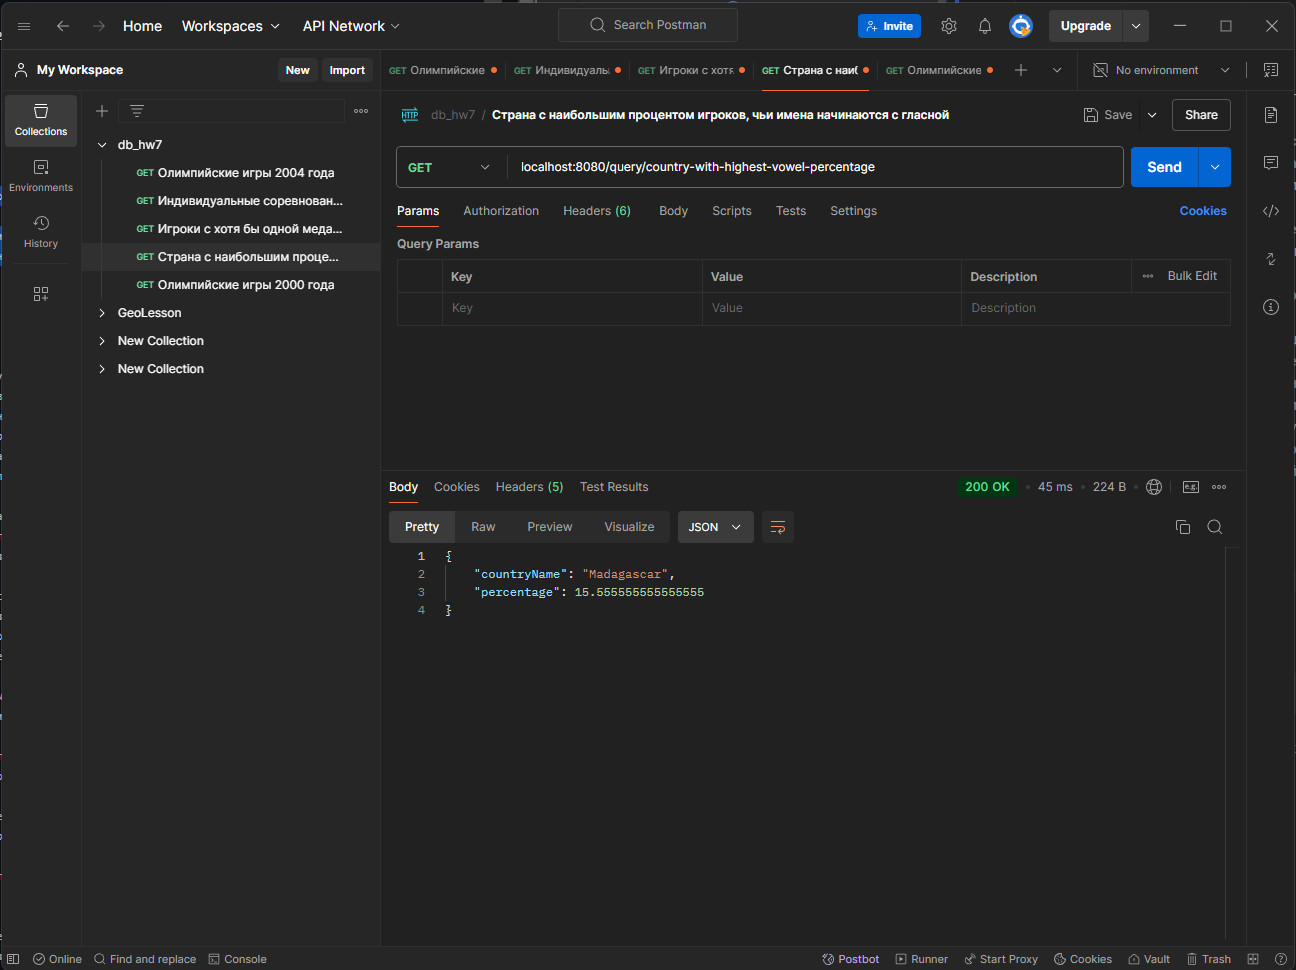 Home Workspaces API Network Search Postman Invite Upgrade
My Workspace New Import
GET Олимпийские GET Индивидуаль GET Игроки с хотя GET Страна с наиб GET Олимпийские No environment
Collections
Environments
History
db_hw7
GET Олимпийские игры 2004 года
GET Индивидуальные соревнован...
GET Игроки с хотя бы одной меда...
GET Страна с наибольшим проце...
GET Олимпийские игры 2000 года
GeoLesson
New Collection
New Collection
HTTP db_hw7 / Страна с наибольшим процентом игроков, чьи имена начинаются с гласной Save Share
GET localhost:8080/query/country-with-highest-vowel-percentage Send
Params Authorization Headers (6) Body Scripts Tests Settings Cookies
Query Params
Key Value Description Bulk Edit
Key Value Description
Body Cookies Headers (5) Test Results 200 OK 45 ms 224 B e.g.
Pretty Raw Preview Visualize JSON
1 {
2 "countryName": "Madagascar",
3 "percentage": 15.555555555555555
4 }
Online Find and replace Console Postbot Runner Start Proxy Cookies Vault Trash